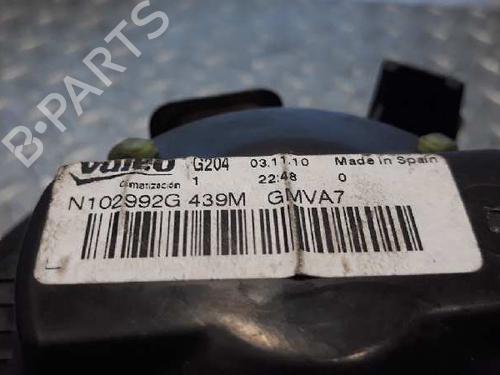 Valeo G204 03.11.10 Made in Spain
Climatización 1 22:48 0
N102992G 439M GMVA7
B-PARTS